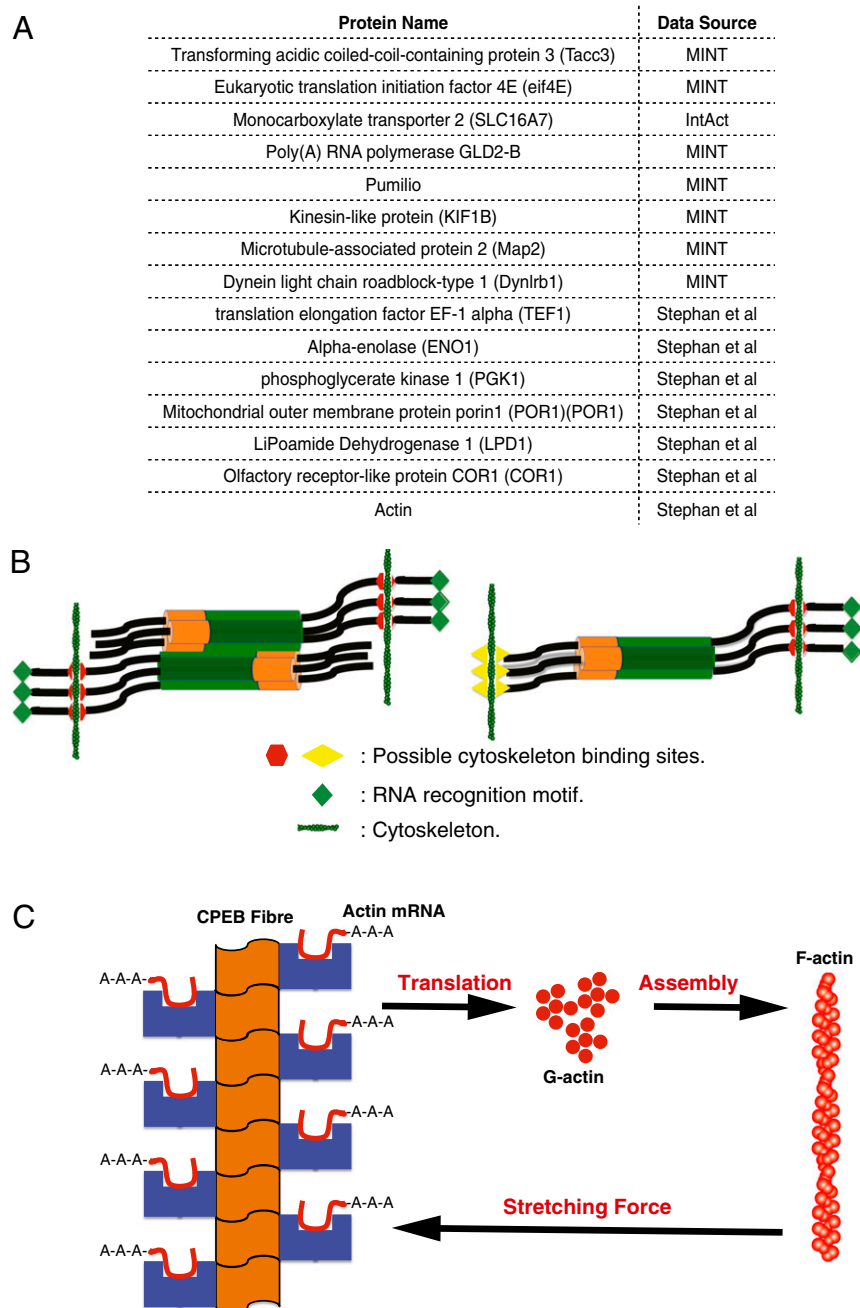 A
Protein Name Data Source
Transforming acidic coiled-coil-containing protein 3 (Tacc3) MINT
Eukaryotic translation initiation factor 4E (eif4E) MINT
Monocarboxylate transporter 2 (SLC16A7) IntAct
Poly(A) RNA polymerase GLD2-B MINT
Pumilio MINT
Kinesin-like protein (KIF1B) MINT
Microtubule-associated protein 2 (Map2) MINT
Dynein light chain roadblock-type 1 (Dynlrb1) MINT
translation elongation factor EF-1 alpha (TEF1) Stephan et al
Alpha-enolase (ENO1) Stephan et al
phosphoglycerate kinase 1 (PGK1) Stephan et al
Mitochondrial outer membrane protein porin1 (POR1)(POR1) Stephan et al
LiPoamide Dehydrogenase 1 (LPD1) Stephan et al
Olfactory receptor-like protein COR1 (COR1) Stephan et al
Actin Stephan et al
B
: Possible cytoskeleton binding sites.
: RNA recognition motif.
: Cytoskeleton.
C
CPEB Fibre Actin mRNA
-A-A-A
A-A-A-
-A-A-A
A-A-A-
-A-A-A
A-A-A-
-A-A-A
A-A-A-
Translation
G-actin
Assembly
F-actin
Stretching Force